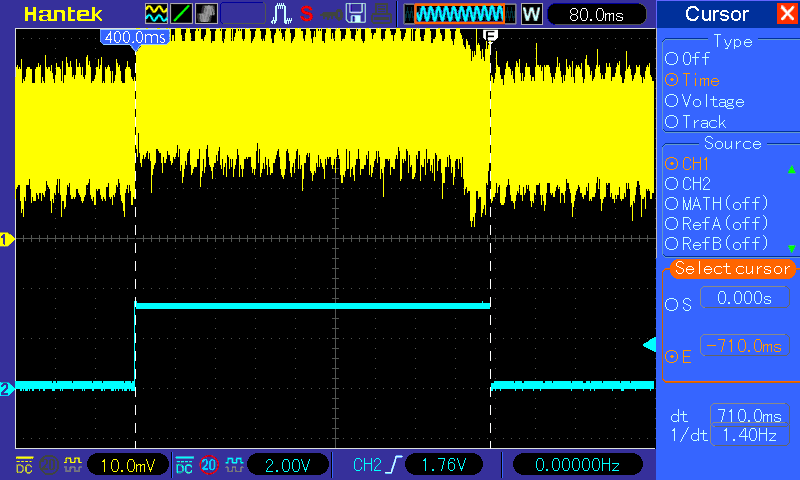 Hantek S W 80.0ms
400.0ms
E
1
2
Cursor
Type
Off
Time
Voltage
Track
Source
CH1
CH2
MATH(off)
RefA(off)
RefB(off)
Select cursor
S 0.000s
E -710.0ms
dt 710.0ms
1/dt 1.40Hz
DC 20 10.0mV DC 20 2.00V CH2 1.76V 0.00000Hz